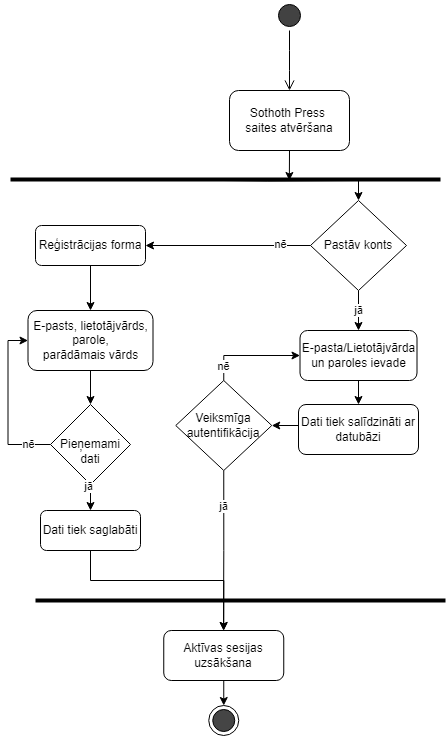 Sothoth Press
saites atvēršana
Pastāv konts
nē
Reģistrācijas forma
jā
E-pasts, lietotājvārds,
parole,
parādāmais vārds
E-pasta/Lietotājvārda
un paroles ievade
nē
Veiksmīga
autentifikācija
Dati tiek salīdzināti ar
datubāzi
nē
Pieņemami
dati
jā
jā
Dati tiek saglabāti
Aktīvas sesijas
uzsākšana